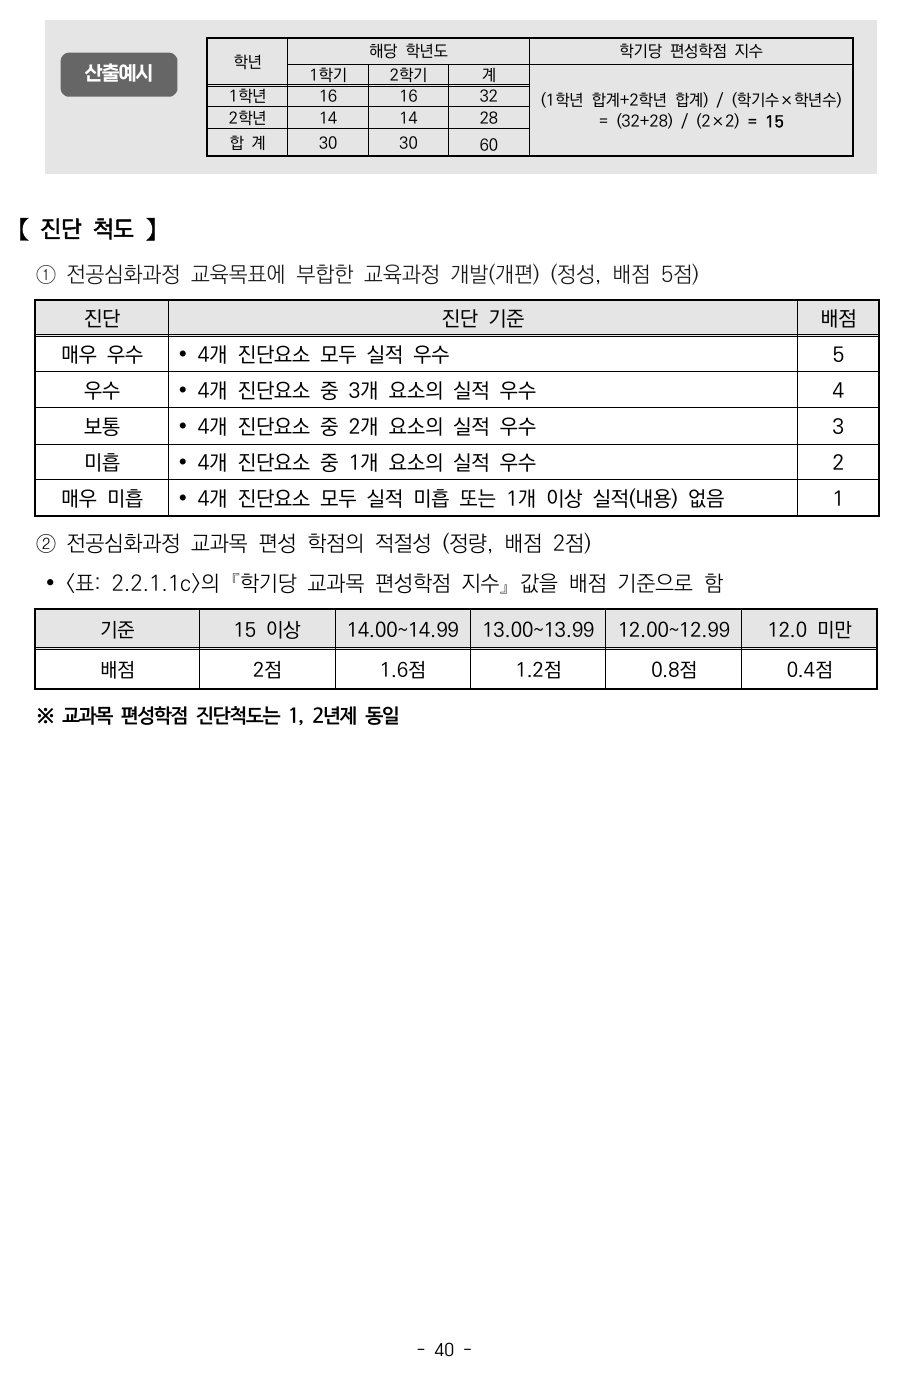 산출예시
학년 해당 학년도 학기당 편성학점 지수
1학기 2학기 계
1학년 16 16 32
2학년 14 14 28
합 계 30 30 60
(1학년 합계+2학년 합계) / (학기수×학년수)
= (32+28) / (2×2) = 15
【 진단 척도 】
① 전공심화과정 교육목표에 부합한 교육과정 개발(개편) (정성, 배점 5점)
진단 진단 기준 배점
매우 우수 • 4개 진단요소 모두 실적 우수 5
우수 • 4개 진단요소 중 3개 요소의 실적 우수 4
보통 • 4개 진단요소 중 2개 요소의 실적 우수 3
미흡 • 4개 진단요소 중 1개 요소의 실적 우수 2
매우 미흡 • 4개 진단요소 모두 실적 미흡 또는 1개 이상 실적(내용) 없음 1
② 전공심화과정 교과목 편성 학점의 적절성 (정량, 배점 2점)
• 〈표: 2.2.1.1c〉의 『학기당 교과목 편성학점 지수』 값을 배점 기준으로 함
기준 15 이상 14.00~14.99 13.00~13.99 12.00~12.99 12.0 미만
배점 2점 1.6점 1.2점 0.8점 0.4점
※ 교과목 편성학점 진단척도는 1, 2년제 동일
- 40 -